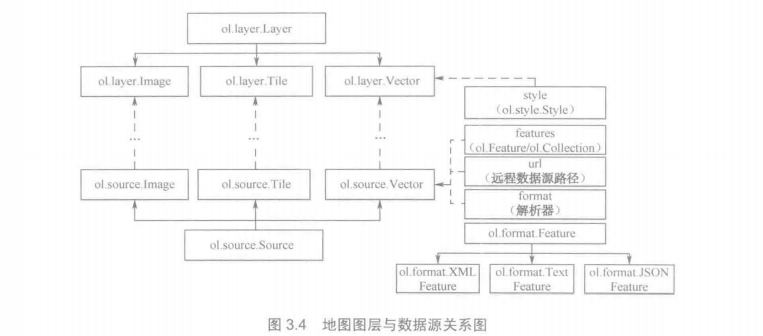 ol.layer.Layer
ol.layer.Image
ol.layer.Tile
ol.layer.Vector
style
（ol.style.Style）
...
...
...
features
（ol.Feature/ol.Collection）
url
（远程数据源路径）
ol.source.Image
ol.source.Tile
ol.source.Vector
format
（解析器）
ol.format.Feature
ol.source.Source
ol.format.XML
Feature
ol.format.Text
Feature
ol.format.JSON
Feature
图 3.4 地图图层与数据源关系图